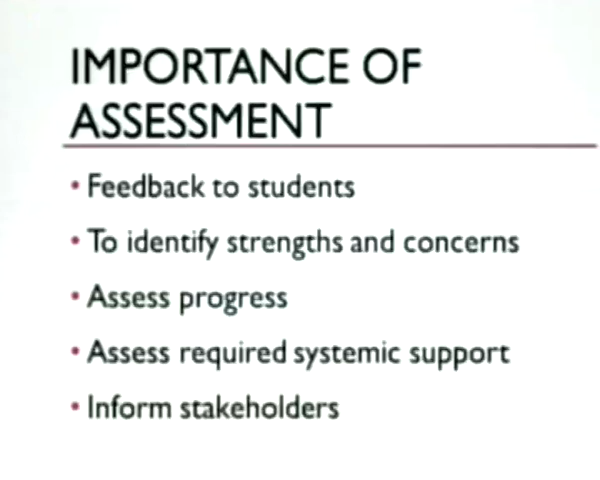 IMPORTANCE OF
ASSESSMENT
• Feedback to students
• To identify strengths and concerns
• Assess progress
• Assess required systemic support
• Inform stakeholders